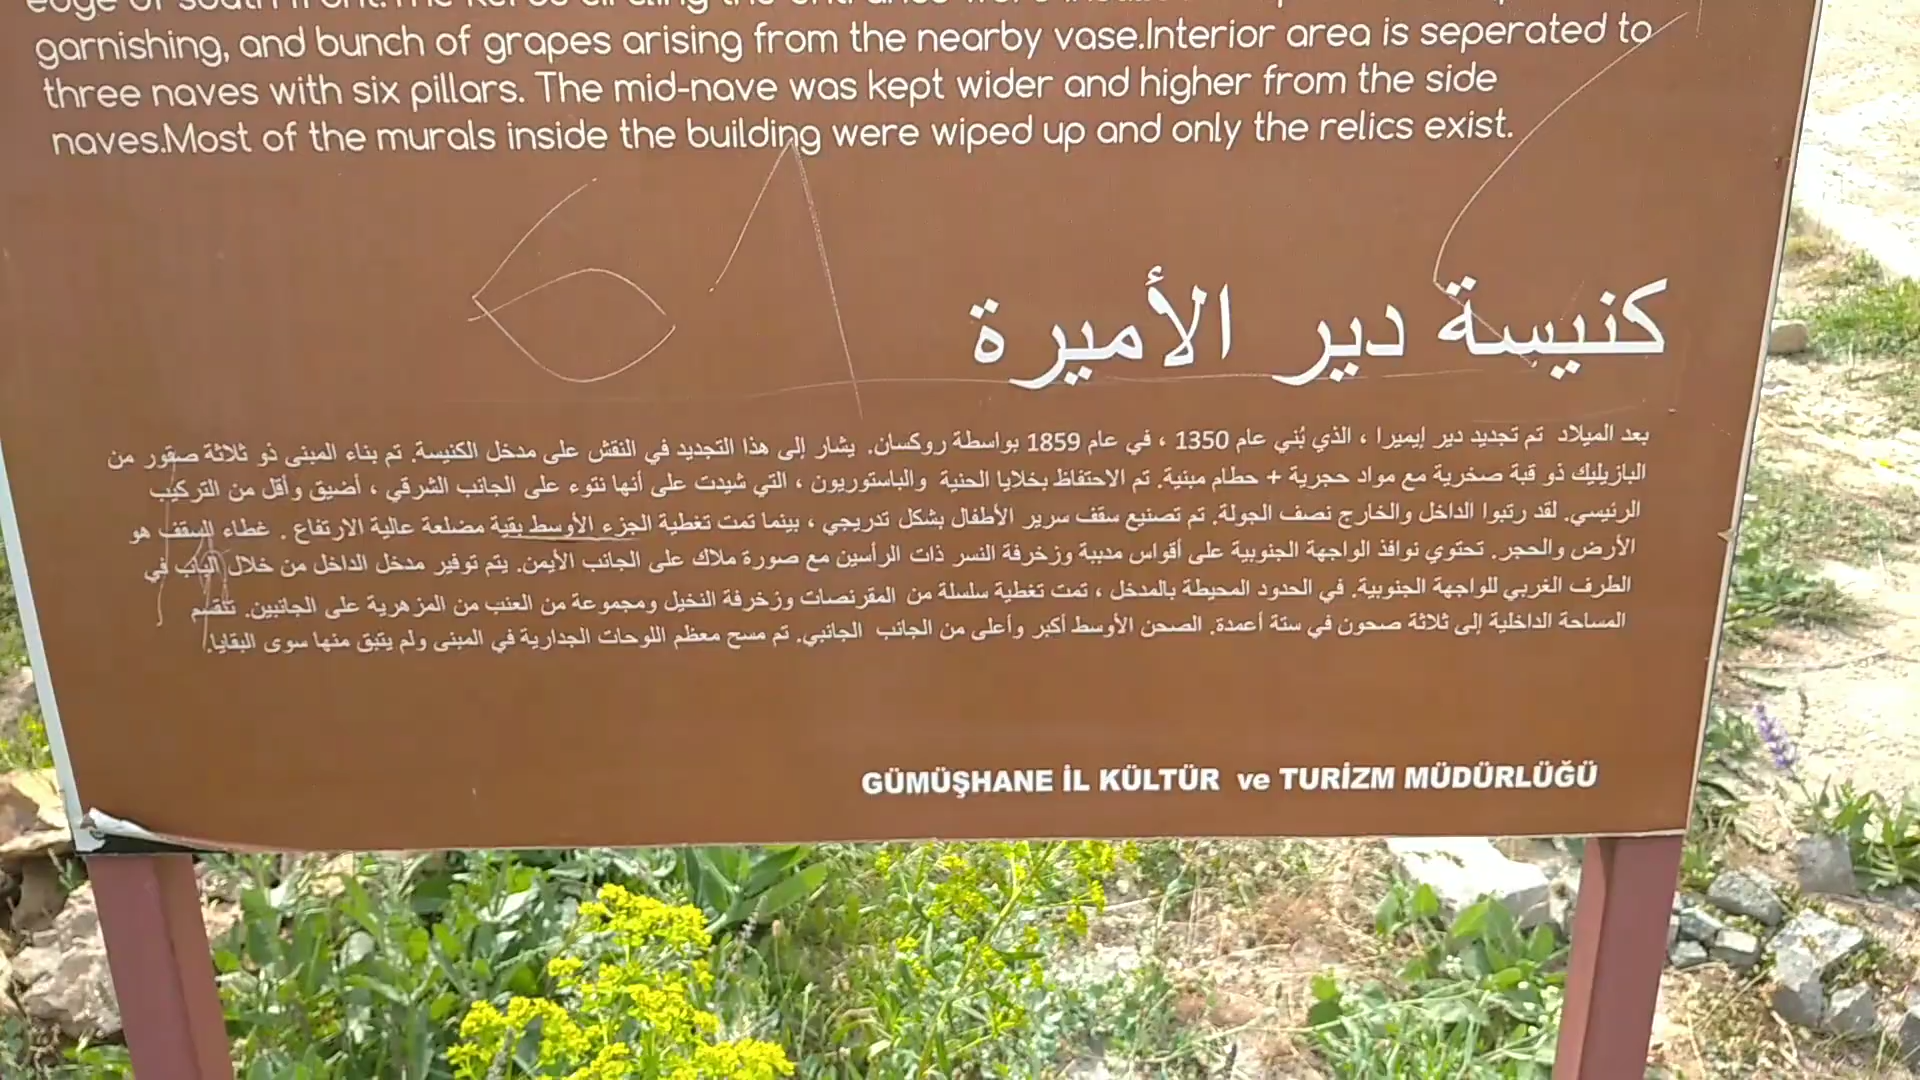 garnishing, and bunch of grapes arising from the nearby vase.Interior area is seperated to
three naves with six pillars. The mid-nave was kept wider and higher from the side
naves.Most of the murals inside the building were wiped up and only the relics exist.
كنيسة دير الأميرة
بعد الميلاد تم تجديد دير إيميرا ، الذي بُني عام 1350 ، في عام 1859 بواسطة روكسان. يشار إلى هذا التجديد في النقش على مدخل الكنيسة. تم بناء المبنى ذو ثلاثة صقور من
البازيليك ذو قبة صخرية مع مواد حجرية + حطام مبنية. تم الاحتفاظ بخلايا الحنية والباستوريون ، التي شيدت على أنها نتوء على الجانب الشرقي ، أضيق وأقل من التركيب
الرئيسي. لقد رتبوا الداخل والخارج نصف الجولة. تم تصنيع سقف سرير الأطفال بشكل تدريجي ، بينما تمت تغطية الجزء الأوسط بقية مضلعة عالية الارتفاع . غطاء السقف هو
الأرض والحجر. تحتوي نوافذ الواجهة الجنوبية على أقواس مدببة وزخرفة النسر ذات الرأسين مع صورة ملاك على الجانب الأيمن. يتم توفير مدخل الداخل من خلال الباب في
الطرف الغربي للواجهة الجنوبية. في الحدود المحيطة بالمدخل ، تمت تغطية سلسلة من المقرنصات وزخرفة النخيل ومجموعة من العنب من المزهرية على الجانبين. تنقسم
المساحة الداخلية إلى ثلاثة صحون في ستة أعمدة. الصحن الأوسط أكبر وأعلى من الجانب الجانبي. تم مسح معظم اللوحات الجدارية في المبنى ولم يتبق منها سوى البقايا.
GÜMÜŞHANE İL KÜLTÜR ve TURİZM MÜDÜRLÜĞÜ